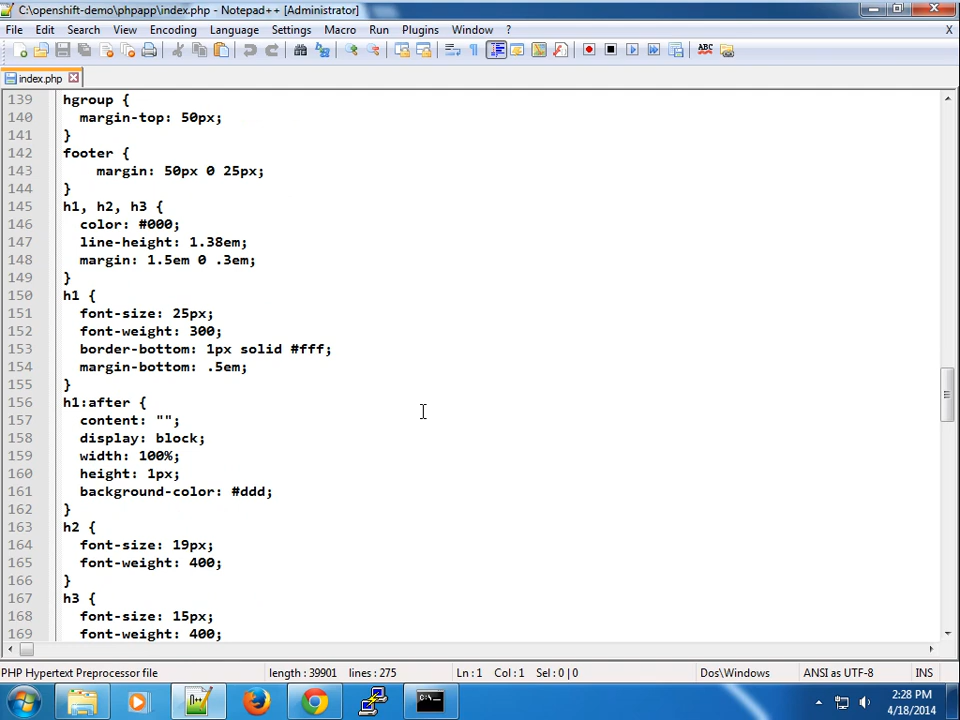 C:\openshift-demo\phpapp\index.php - Notepad++ [Administrator]
File Edit Search View Encoding Language Settings Macro Run Plugins Window ? X
ABC
index.php
139 hgroup {
140 margin-top: 50px;
141 }
142 footer {
143 margin: 50px 0 25px;
144 }
145 h1, h2, h3 {
146 color: #000;
147 line-height: 1.38em;
148 margin: 1.5em 0 .3em;
149 }
150 h1 {
151 font-size: 25px;
152 font-weight: 300;
153 border-bottom: 1px solid #fff;
154 margin-bottom: .5em;
155 }
156 h1:after {
157 content: "";
158 display: block;
159 width: 100%;
160 height: 1px;
161 background-color: #ddd;
162 }
163 h2 {
164 font-size: 19px;
165 font-weight: 400;
166 }
167 h3 {
168 font-size: 15px;
169 font-weight: 400;
PHP Hypertext Preprocessor file length : 39901 lines : 275 Ln : 1 Col : 1 Sel : 0 | 0 Dos\Windows ANSI as UTF-8 INS
2:28 PM
4/18/2014